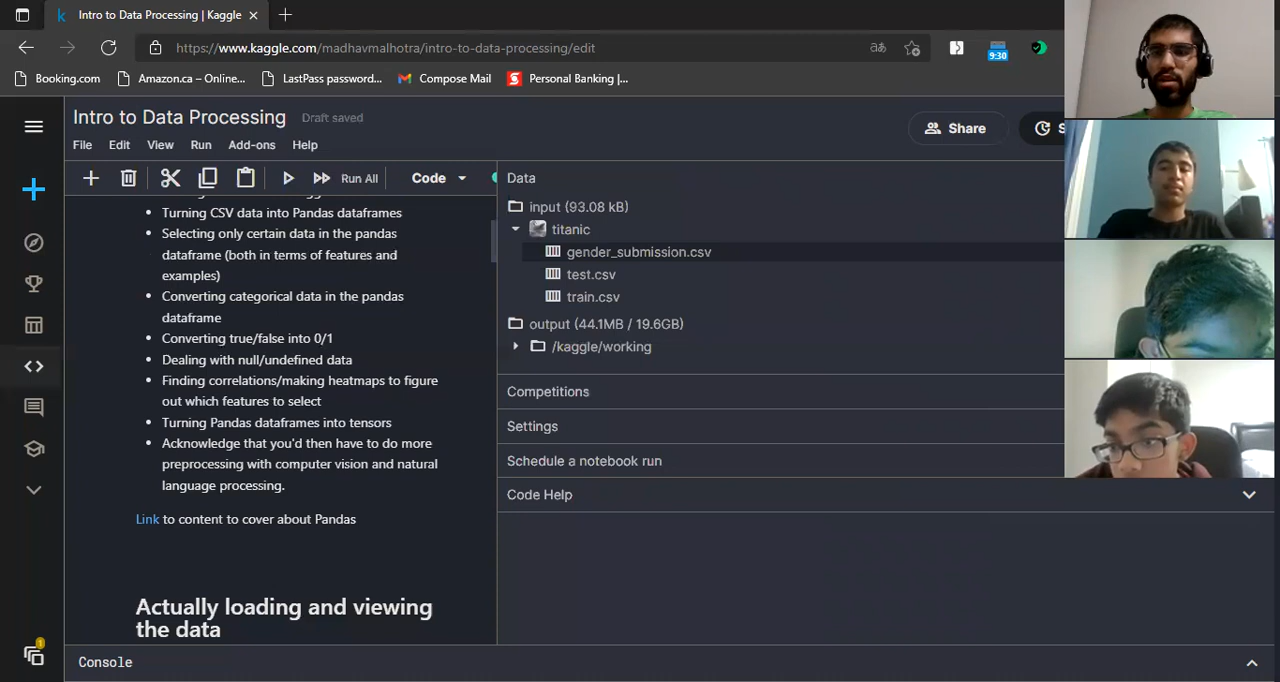 Intro to Data Processing | Kaggle
https://www.kaggle.com/madhavmalhotra/intro-to-data-processing/edit
9:30
Booking.com
Amazon.ca – Online...
LastPass password...
Compose Mail
Personal Banking |...
Intro to Data Processing
Draft saved
Share
File Edit View Run Add-ons Help
Run All
Code
Turning CSV data into Pandas dataframes
Selecting only certain data in the pandas
dataframe (both in terms of features and
examples)
Converting categorical data in the pandas
dataframe
Converting true/false into 0/1
Dealing with null/undefined data
Finding correlations/making heatmaps to figure
out which features to select
Turning Pandas dataframes into tensors
Acknowledge that you'd then have to do more
preprocessing with computer vision and natural
language processing.
Link to content to cover about Pandas
Actually loading and viewing
the data
Data
input (93.08 kB)
titanic
gender_submission.csv
test.csv
train.csv
output (44.1MB / 19.6GB)
/kaggle/working
Competitions
Settings
Schedule a notebook run
Code Help
1
Console